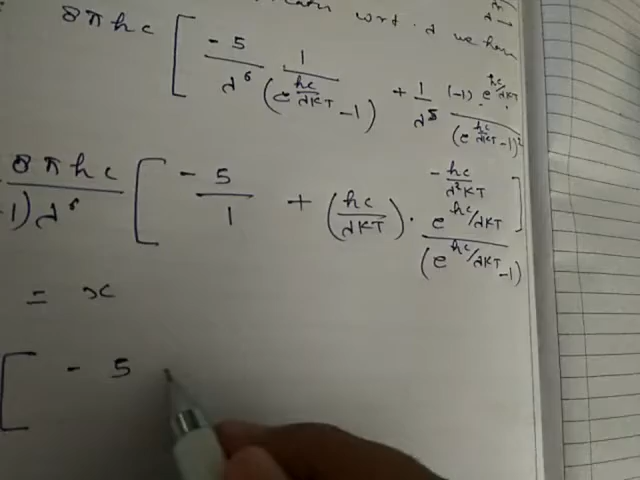 wrt. λ we have
8πhc [ -5/λ⁶ 1/(e^(hc/λKT) -1) + 1/λ⁵ (-1) · e^(hc/λKT)/(e^(hc/λKT) -1)² · -hc/λ²KT ]
8πhc/-1)λ⁶ [ -5/1 + (hc/λKT) · e^(hc/λKT)/(e^(hc/λKT) -1) ]
= x
[ - 5